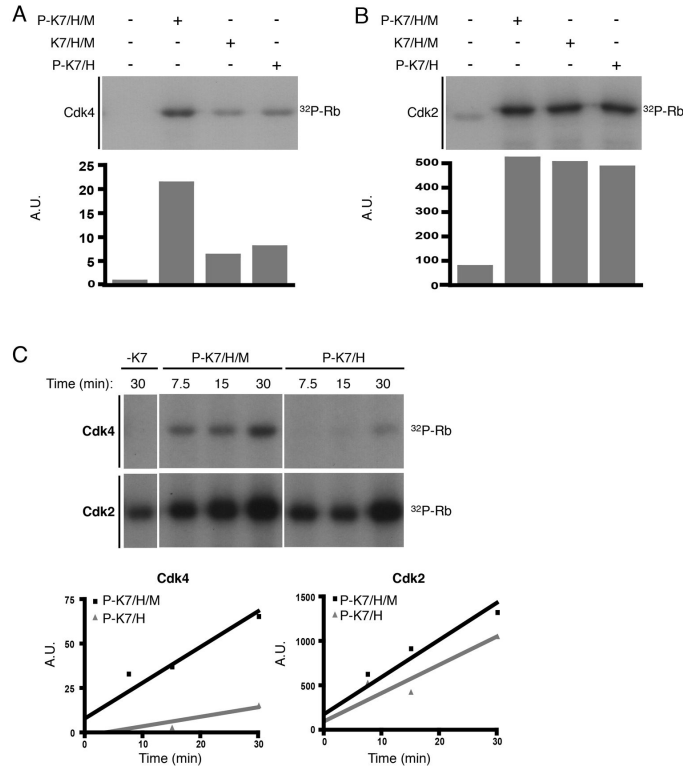 A
P-K7/H/M - + - -
K7/H/M - - + -
P-K7/H - - - +
Cdk4 ³²P-Rb
25
20
15
10
5
0
A.U.
B
P-K7/H/M - + - -
K7/H/M - - + -
P-K7/H - - - +
Cdk2 ³²P-Rb
500
400
300
200
100
0
A.U.
C
-K7 P-K7/H/M P-K7/H
Time (min): 30 7.5 15 30 7.5 15 30
Cdk4 ³²P-Rb
Cdk2 ³²P-Rb
Cdk4
75
50
25
0
A.U.
P-K7/H/M
P-K7/H
0 10 20 30
Time (min)
Cdk2
1500
1000
500
0
A.U.
P-K7/H/M
P-K7/H
0 10 20 30
Time (min)